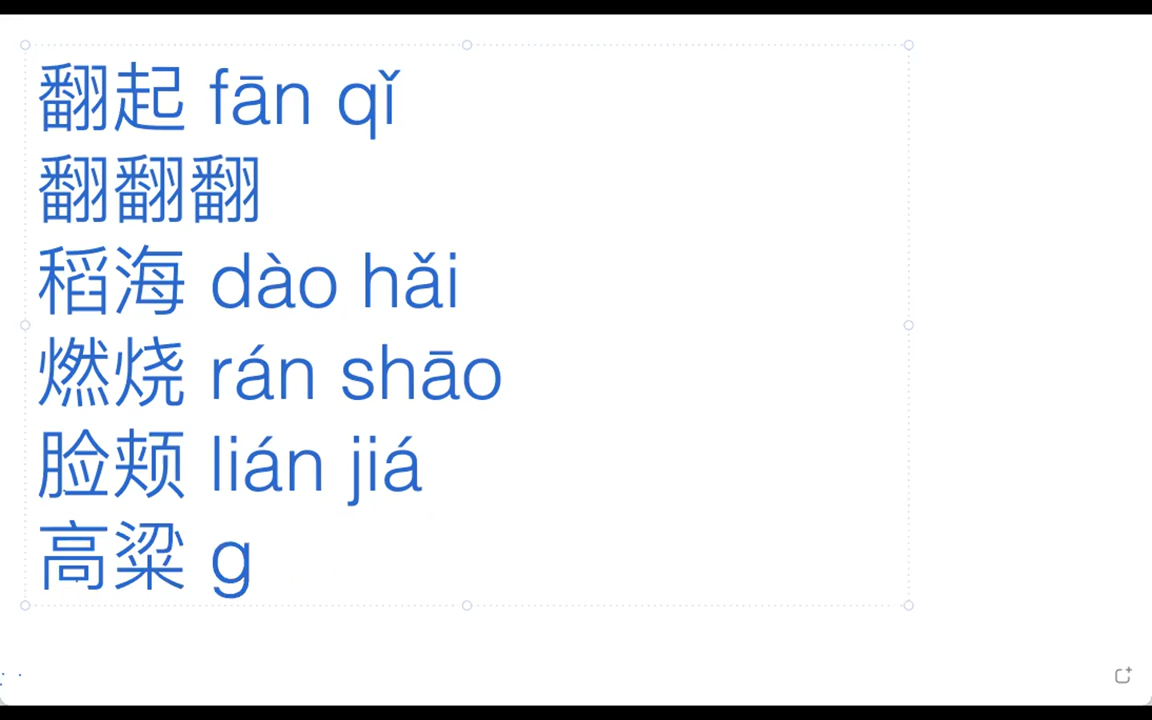 翻起 fān qǐ
翻翻翻
稻海 dào hǎi
燃烧 rán shāo
脸颊 lián jiá
高粱 g